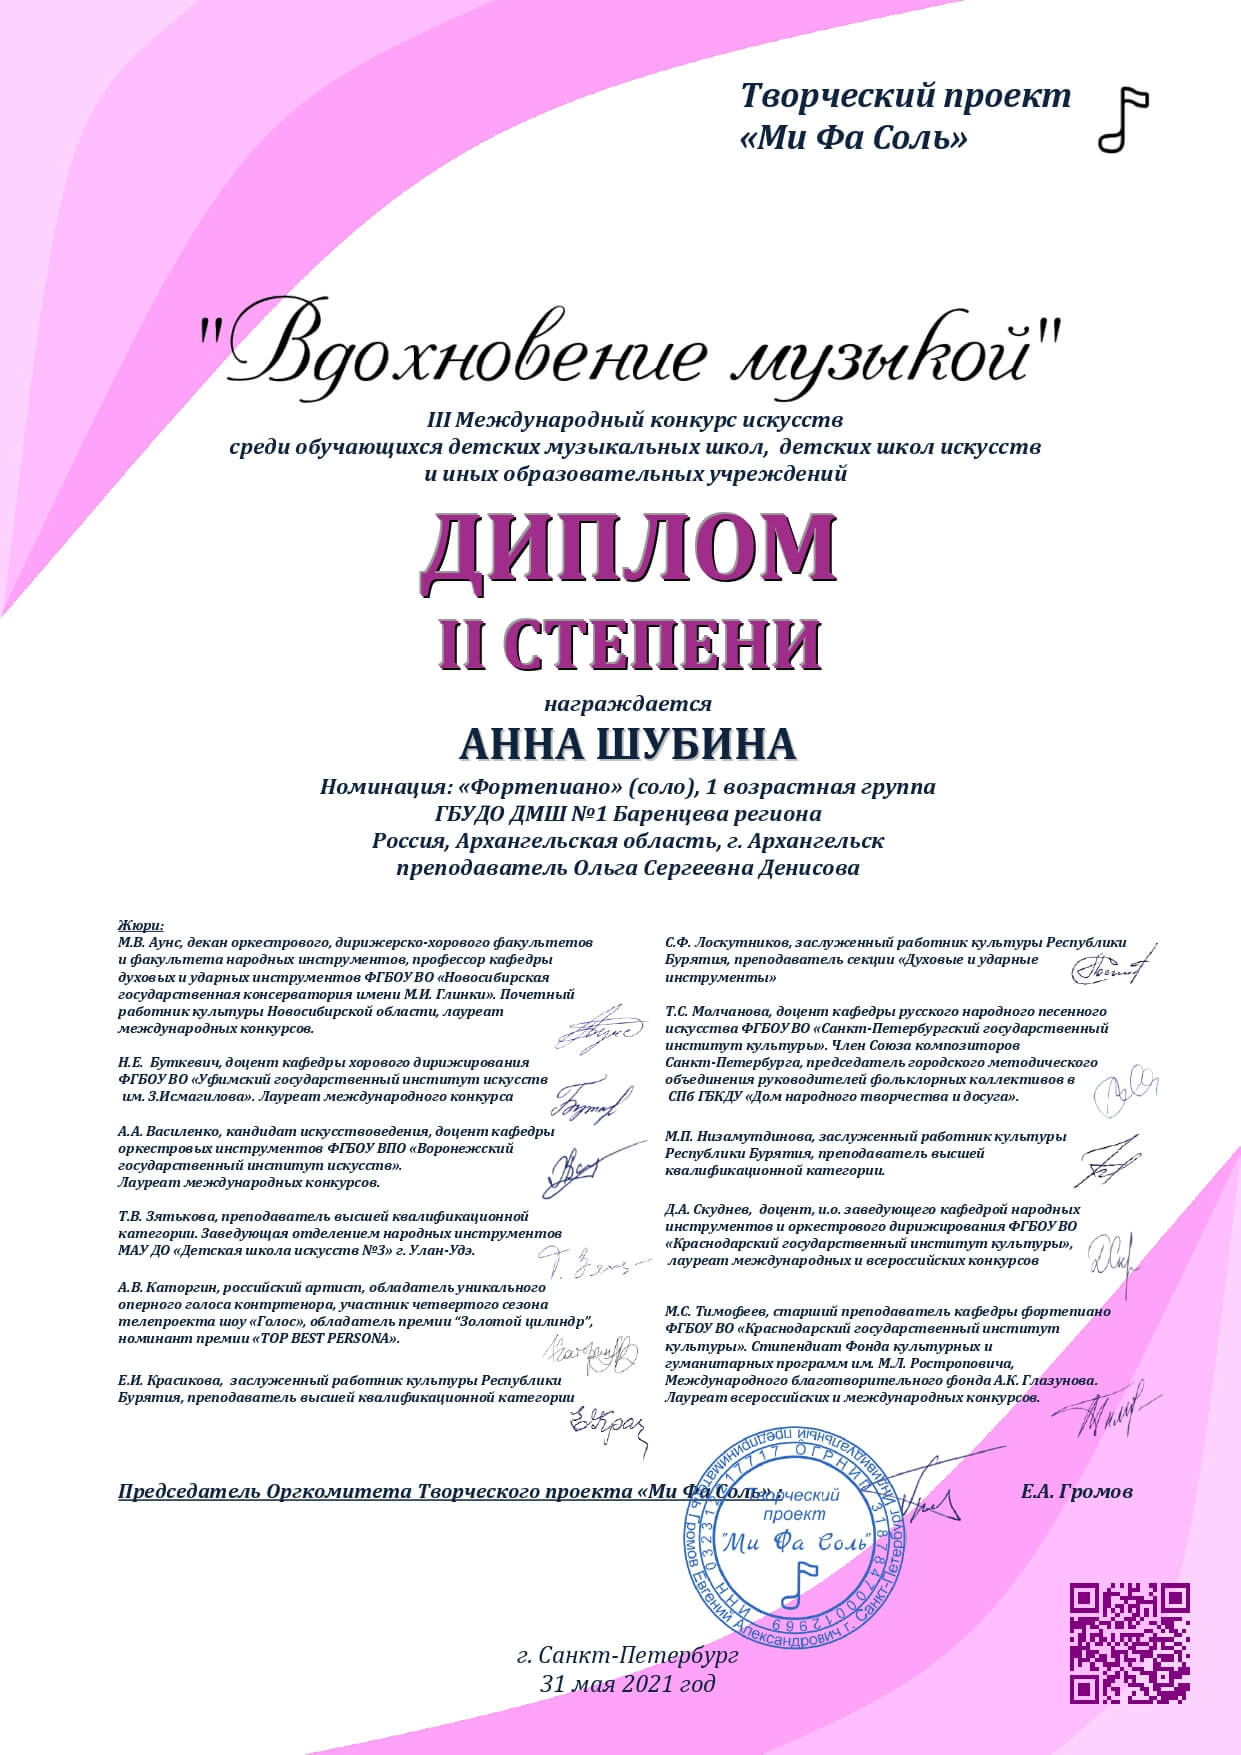 Творческий проект
«Ми Фа Соль»
"Вдохновение музыкой"
III Международный конкурс искусств
среди обучающихся детских музыкальных школ, детских школ искусств
и иных образовательных учреждений
ДИПЛОМ
II СТЕПЕНИ
награждается
АННА ШУБИНА
Номинация: «Фортепиано» (соло), 1 возрастная группа
ГБУДО ДМШ №1 Баренцева региона
Россия, Архангельская область, г. Архангельск
преподаватель Ольга Сергеевна Денисова
Жюри:
М.В. Аунс, декан оркестрового, дирижерско-хорового факультетов
и факультета народных инструментов, профессор кафедры
духовых и ударных инструментов ФГБОУ ВО «Новосибирская
государственная консерватория имени М.И. Глинки». Почетный
работник культуры Новосибирской области, лауреат
международных конкурсов.
Н.Е. Буткевич, доцент кафедры хорового дирижирования
ФГБОУ ВО «Уфимский государственный институт искусств
им. З.Исмагилова». Лауреат международного конкурса
А.А. Василенко, кандидат искусствоведения, доцент кафедры
оркестровых инструментов ФГБОУ ВПО «Воронежский
государственный институт искусств».
Лауреат международных конкурсов.
Т.В. Зятькова, преподаватель высшей квалификационной
категории. Заведующая отделением народных инструментов
МАУ ДО «Детская школа искусств №3» г. Улан-Удэ.
А.В. Каторгин, российский артист, обладатель уникального
оперного голоса контртенора, участник четвертого сезона
телепроекта шоу «Голос», обладатель премии “Золотой цилиндр”,
номинант премии «TOP BEST PERSONA».
Е.И. Красикова, заслуженный работник культуры Республики
Бурятия, преподаватель высшей квалификационной категории
С.Ф. Лоскутников, заслуженный работник культуры Республики
Бурятия, преподаватель секции «Духовые и ударные
инструменты»
Т.С. Молчанова, доцент кафедры русского народного песенного
искусства ФГБОУ ВО «Санкт-Петербургский государственный
институт культуры». Член Союза композиторов
Санкт-Петербурга, председатель городского методического
объединения руководителей фольклорных коллективов в
СПб ГБКДУ «Дом народного творчества и досуга».
М.П. Низамутдинова, заслуженный работник культуры
Республики Бурятия, преподаватель высшей
квалификационной категории.
Д.А. Скуднев, доцент, и.о. заведующего кафедрой народных
инструментов и оркестрового дирижирования ФГБОУ ВО
«Краснодарский государственный институт культуры»,
лауреат международных и всероссийских конкурсов
М.С. Тимофеев, старший преподаватель кафедры фортепиано
ФГБОУ ВО «Краснодарский государственный институт
культуры». Стипендиат Фонда культурных и
гуманитарных программ им. М.Л. Ростроповича,
Международного благотворительного фонда А.К. Глазунова.
Лауреат всероссийских и международных конкурсов.
Председатель Оргкомитета Творческого проекта «Ми Фа Соль» : Е.А. Громов
Индивидуальный предприниматель Громов Евгений Александрович г. Санкт-Петербург
ОГРНИП 318784700012969 ИНН
Творческий
проект
"Ми Фа Соль"
г. Санкт-Петербург
31 мая 2021 год